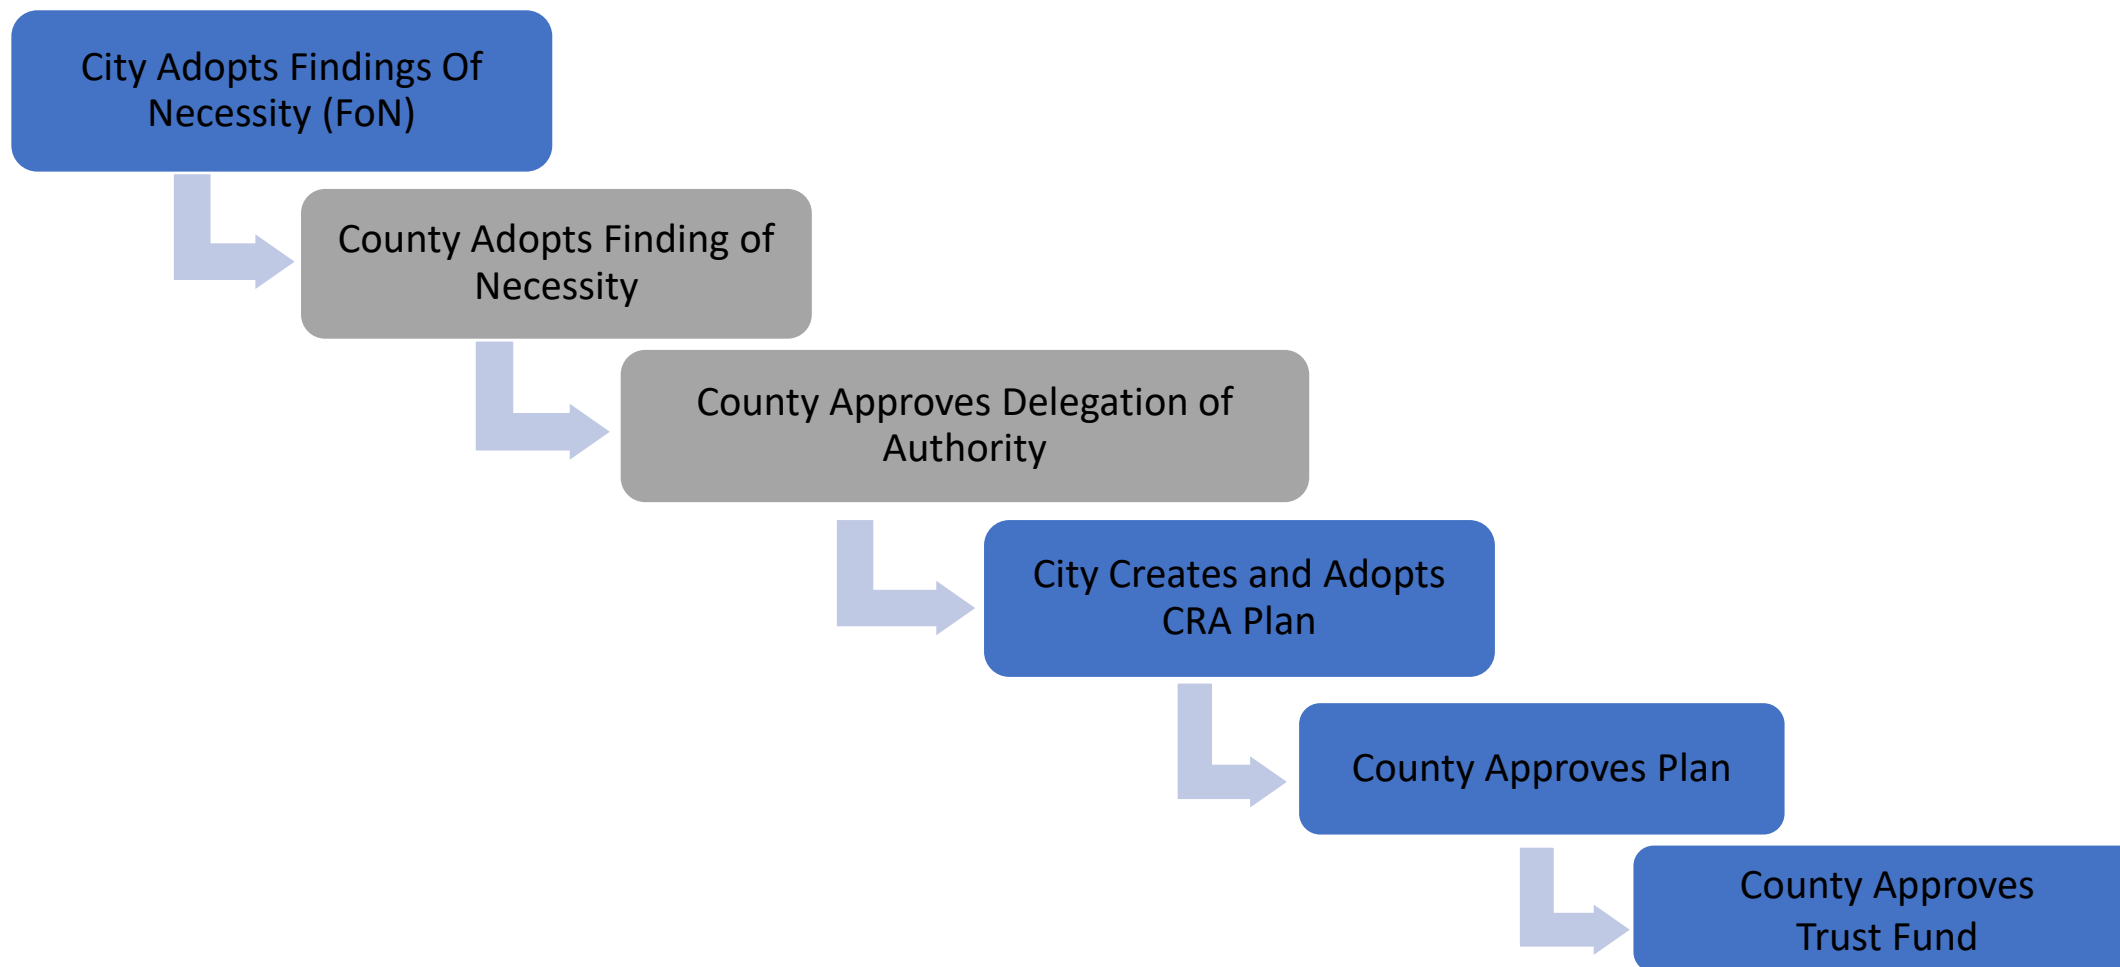 City Adopts Findings Of
Necessity (FoN)
County Adopts Finding of
Necessity
County Approves Delegation of
Authority
City Creates and Adopts
CRA Plan
County Approves Plan
County Approves
Trust Fund